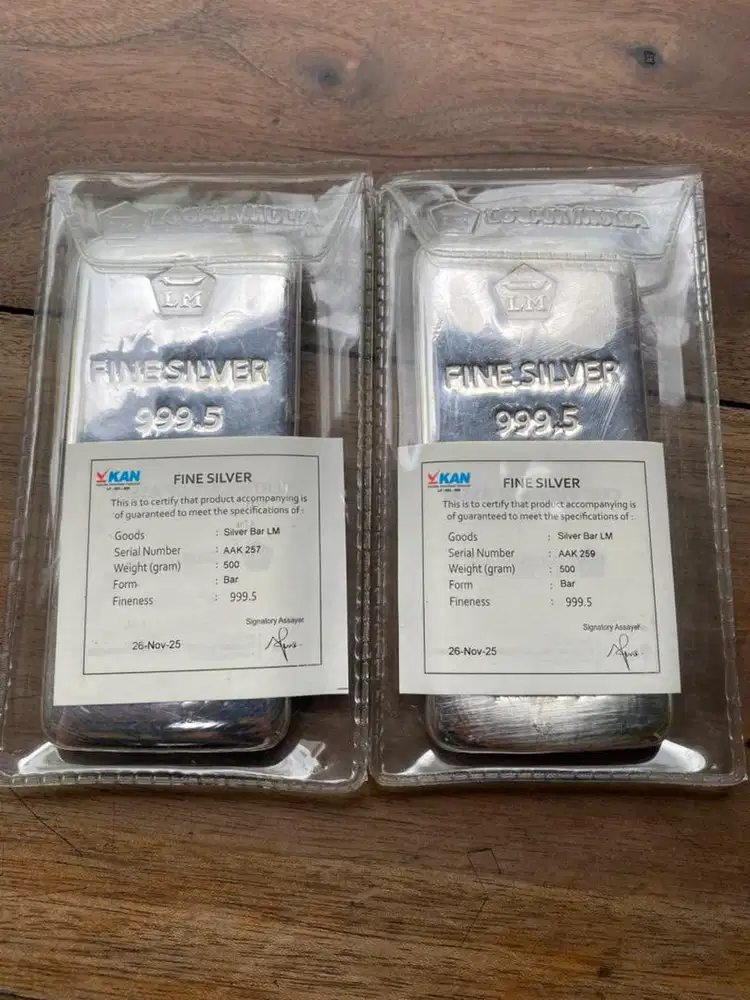 LOGAM MULIA
LM
FINE SILVER
999.5
KAN
FINE SILVER
This is to certify that product accompanying is
of guaranteed to meet the specifications of :
Goods : Silver Bar LM
Serial Number : AAK 257
Weight (gram) : 500
Form : Bar
Fineness : 999.5
Signatory Assayer
26-Nov-25
LOGAM MULIA
LM
FINE SILVER
999.5
KAN
FINE SILVER
This is to certify that product accompanying is
of guaranteed to meet the specifications of :
Goods : Silver Bar LM
Serial Number : AAK 259
Weight (gram) : 500
Form : Bar
Fineness : 999.5
Signatory Assayer
26-Nov-25